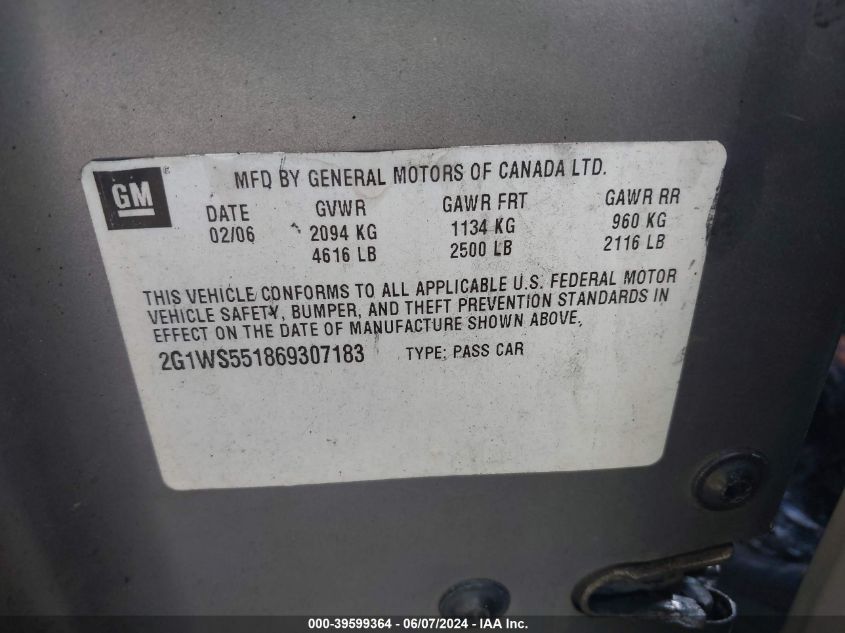 GM®
MFD BY GENERAL MOTORS OF CANADA LTD.
DATE GVWR GAWR FRT GAWR RR
02/06 2094 KG 1134 KG 960 KG
4616 LB 2500 LB 2116 LB
THIS VEHICLE CONFORMS TO ALL APPLICABLE U.S. FEDERAL MOTOR
VEHICLE SAFETY, BUMPER, AND THEFT PREVENTION STANDARDS IN
EFFECT ON THE DATE OF MANUFACTURE SHOWN ABOVE.
2G1WS551869307183 TYPE: PASS CAR
000-39599364 - 06/07/2024 - IAA Inc.